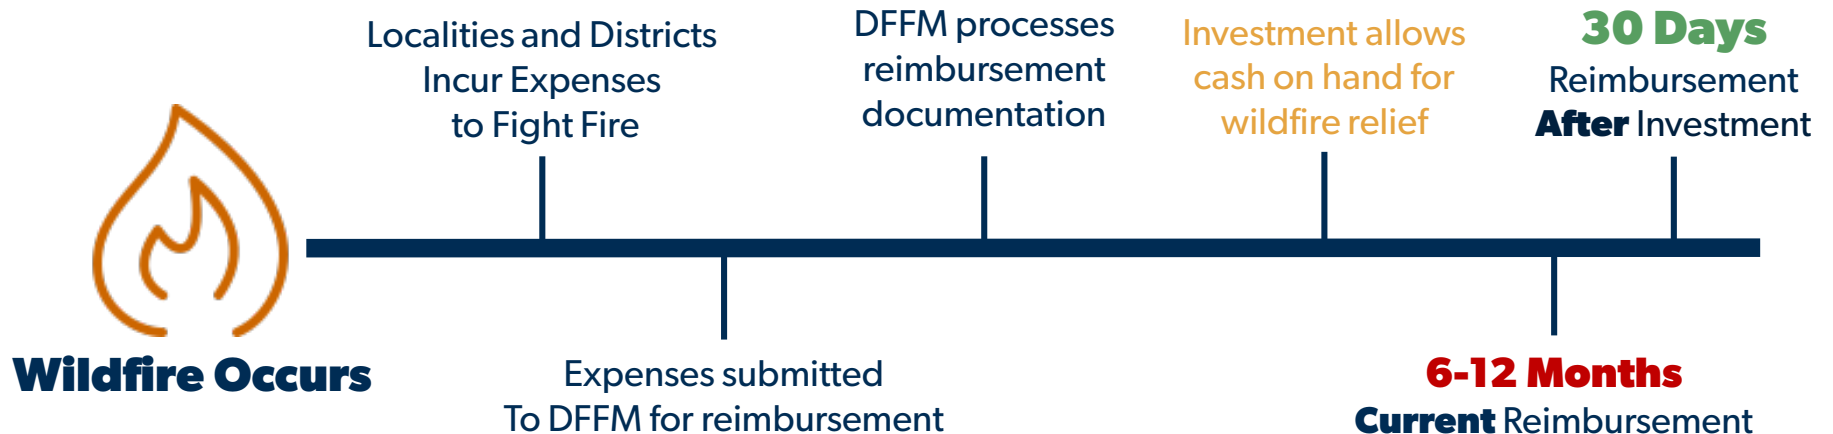 Wildfire Occurs
Localities and Districts
Incur Expenses
to Fight Fire
Expenses submitted
To DFFM for reimbursement
DFFM processes
reimbursement
documentation
Investment allows
cash on hand for
wildfire relief
6-12 Months
Current Reimbursement
30 Days
Reimbursement
After Investment